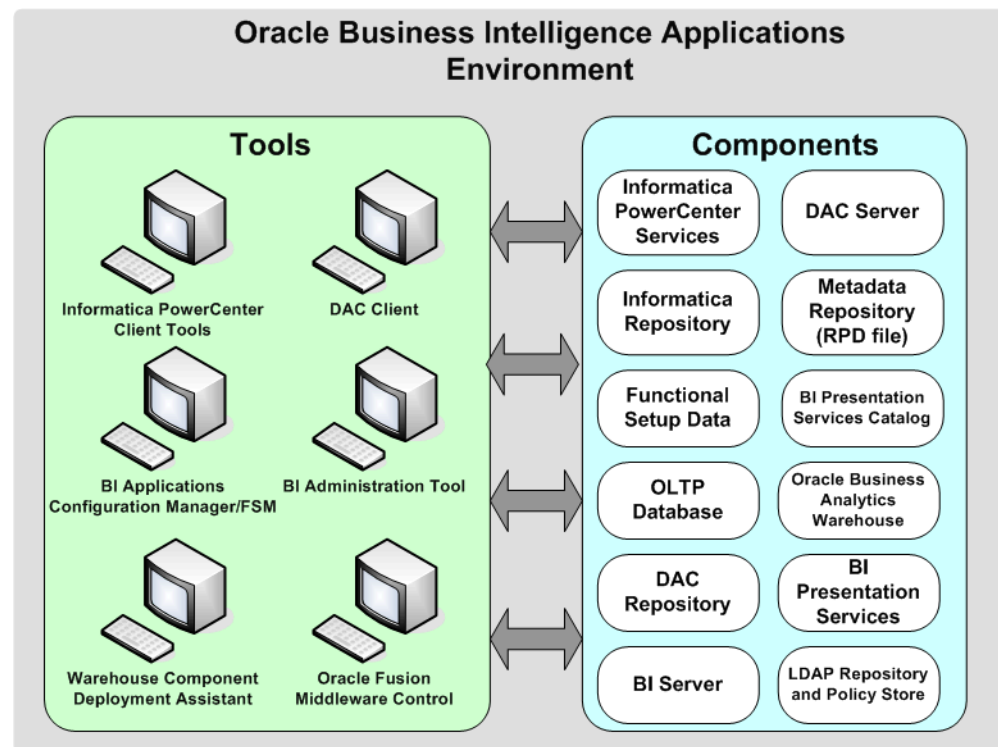 Oracle Business Intelligence Applications
Environment
Tools
Informatica PowerCenter
Client Tools
DAC Client
BI Applications
Configuration Manager/FSM
BI Administration Tool
Warehouse Component
Deployment Assistant
Oracle Fusion
Middleware Control
Components
Informatica
PowerCenter
Services
DAC Server
Informatica
Repository
Metadata
Repository
(RPD file)
Functional
Setup Data
BI Presentation
Services Catalog
OLTP
Database
Oracle Business
Analytics
Warehouse
DAC
Repository
BI
Presentation
Services
BI Server
LDAP Repository
and Policy Store